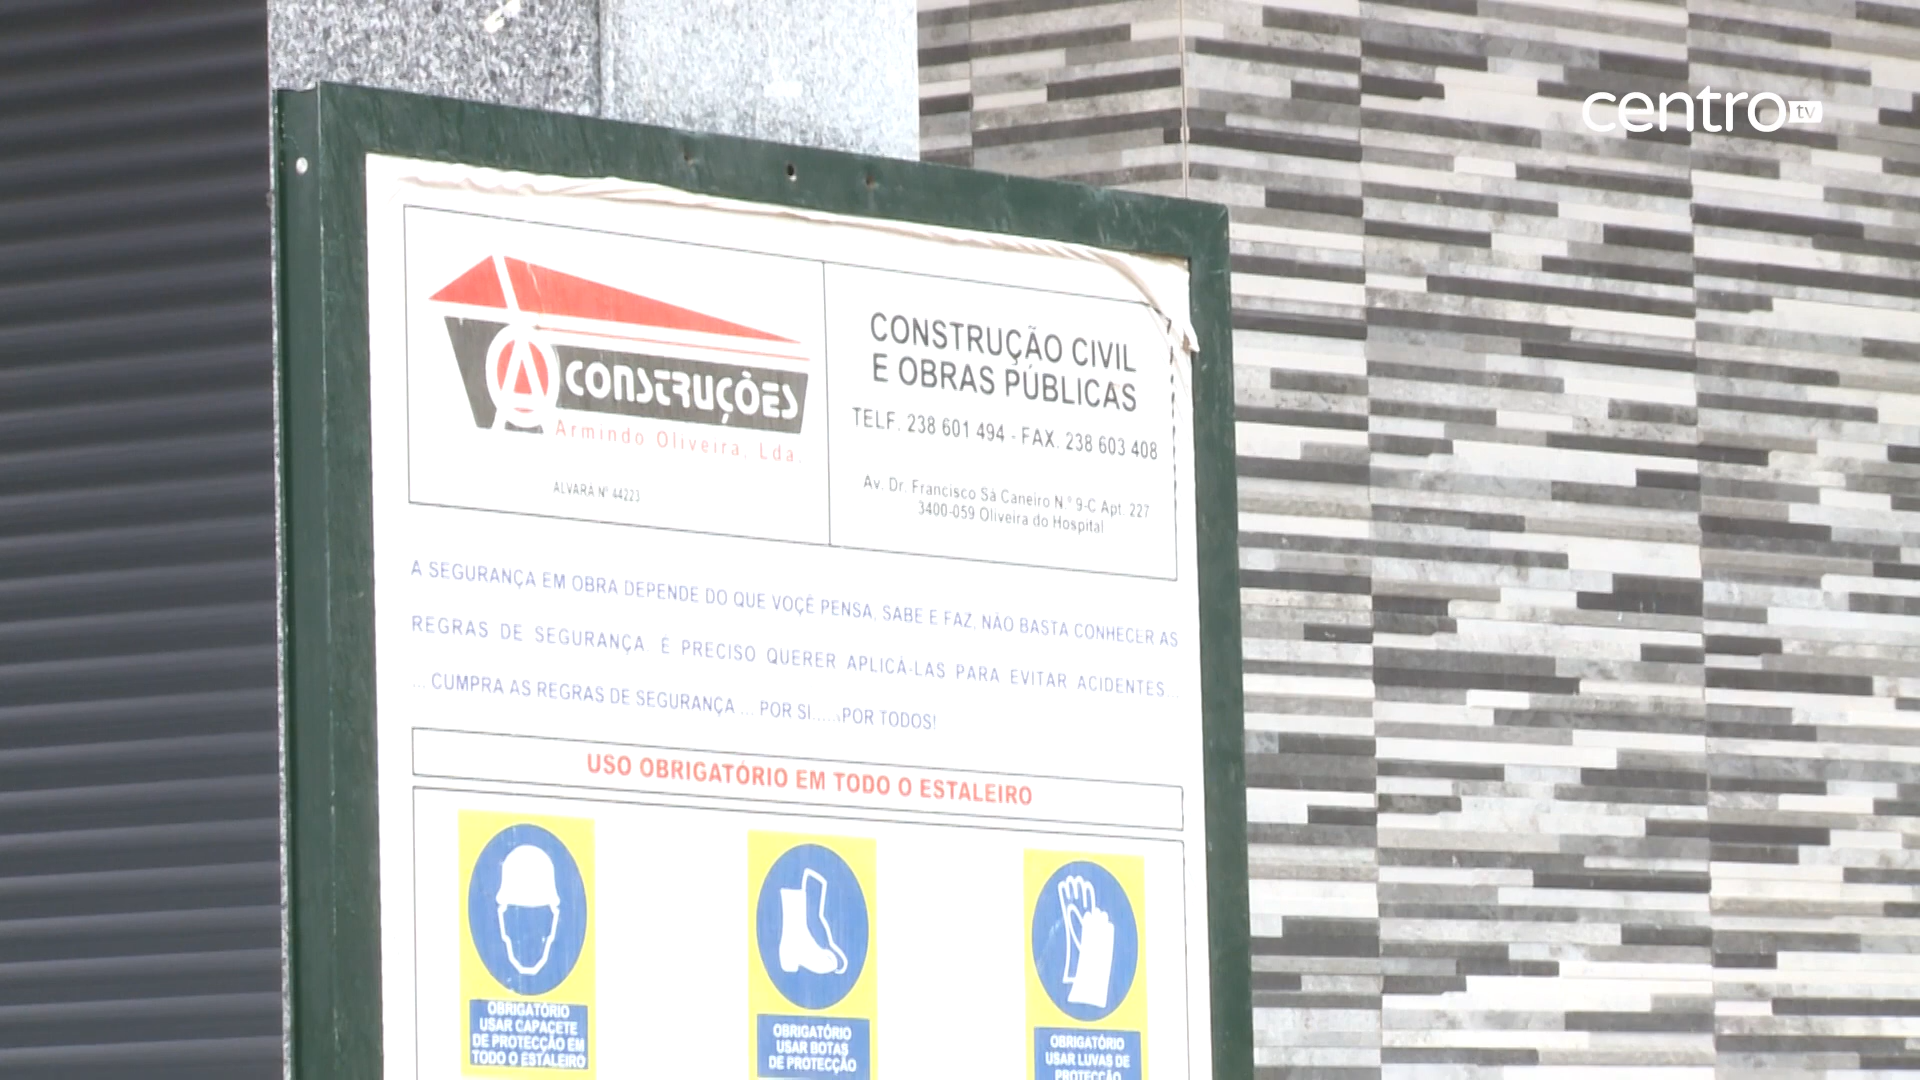 centro tv
A CONSTRUÇÕES
Armindo Oliveira, Lda.
ALVARÁ Nº 44223
CONSTRUÇÃO CIVIL
E OBRAS PÚBLICAS
TELF. 238 601 494 - FAX. 238 603 408
Av. Dr. Francisco Sá Caneiro N.º 9-C Apt. 227
3400-059 Oliveira do Hospital
A SEGURANÇA EM OBRA DEPENDE DO QUE VOÇÊ PENSA, SABE E FAZ, NÃO BASTA CONHECER AS
REGRAS DE SEGURANÇA É PRECISO QUERER APLICÁ-LAS PARA EVITAR ACIDENTES...
... CUMPRA AS REGRAS DE SEGURANÇA ... POR SI......POR TODOS!
USO OBRIGATÓRIO EM TODO O ESTALEIRO
OBRIGATÓRIO
USAR CAPACETE
DE PROTECÇÃO EM
TODO O ESTALEIRO
OBRIGATÓRIO
USAR BOTAS
DE PROTECÇÃO
OBRIGATÓRIO
USAR LUVAS DE
PROTECÇÃO